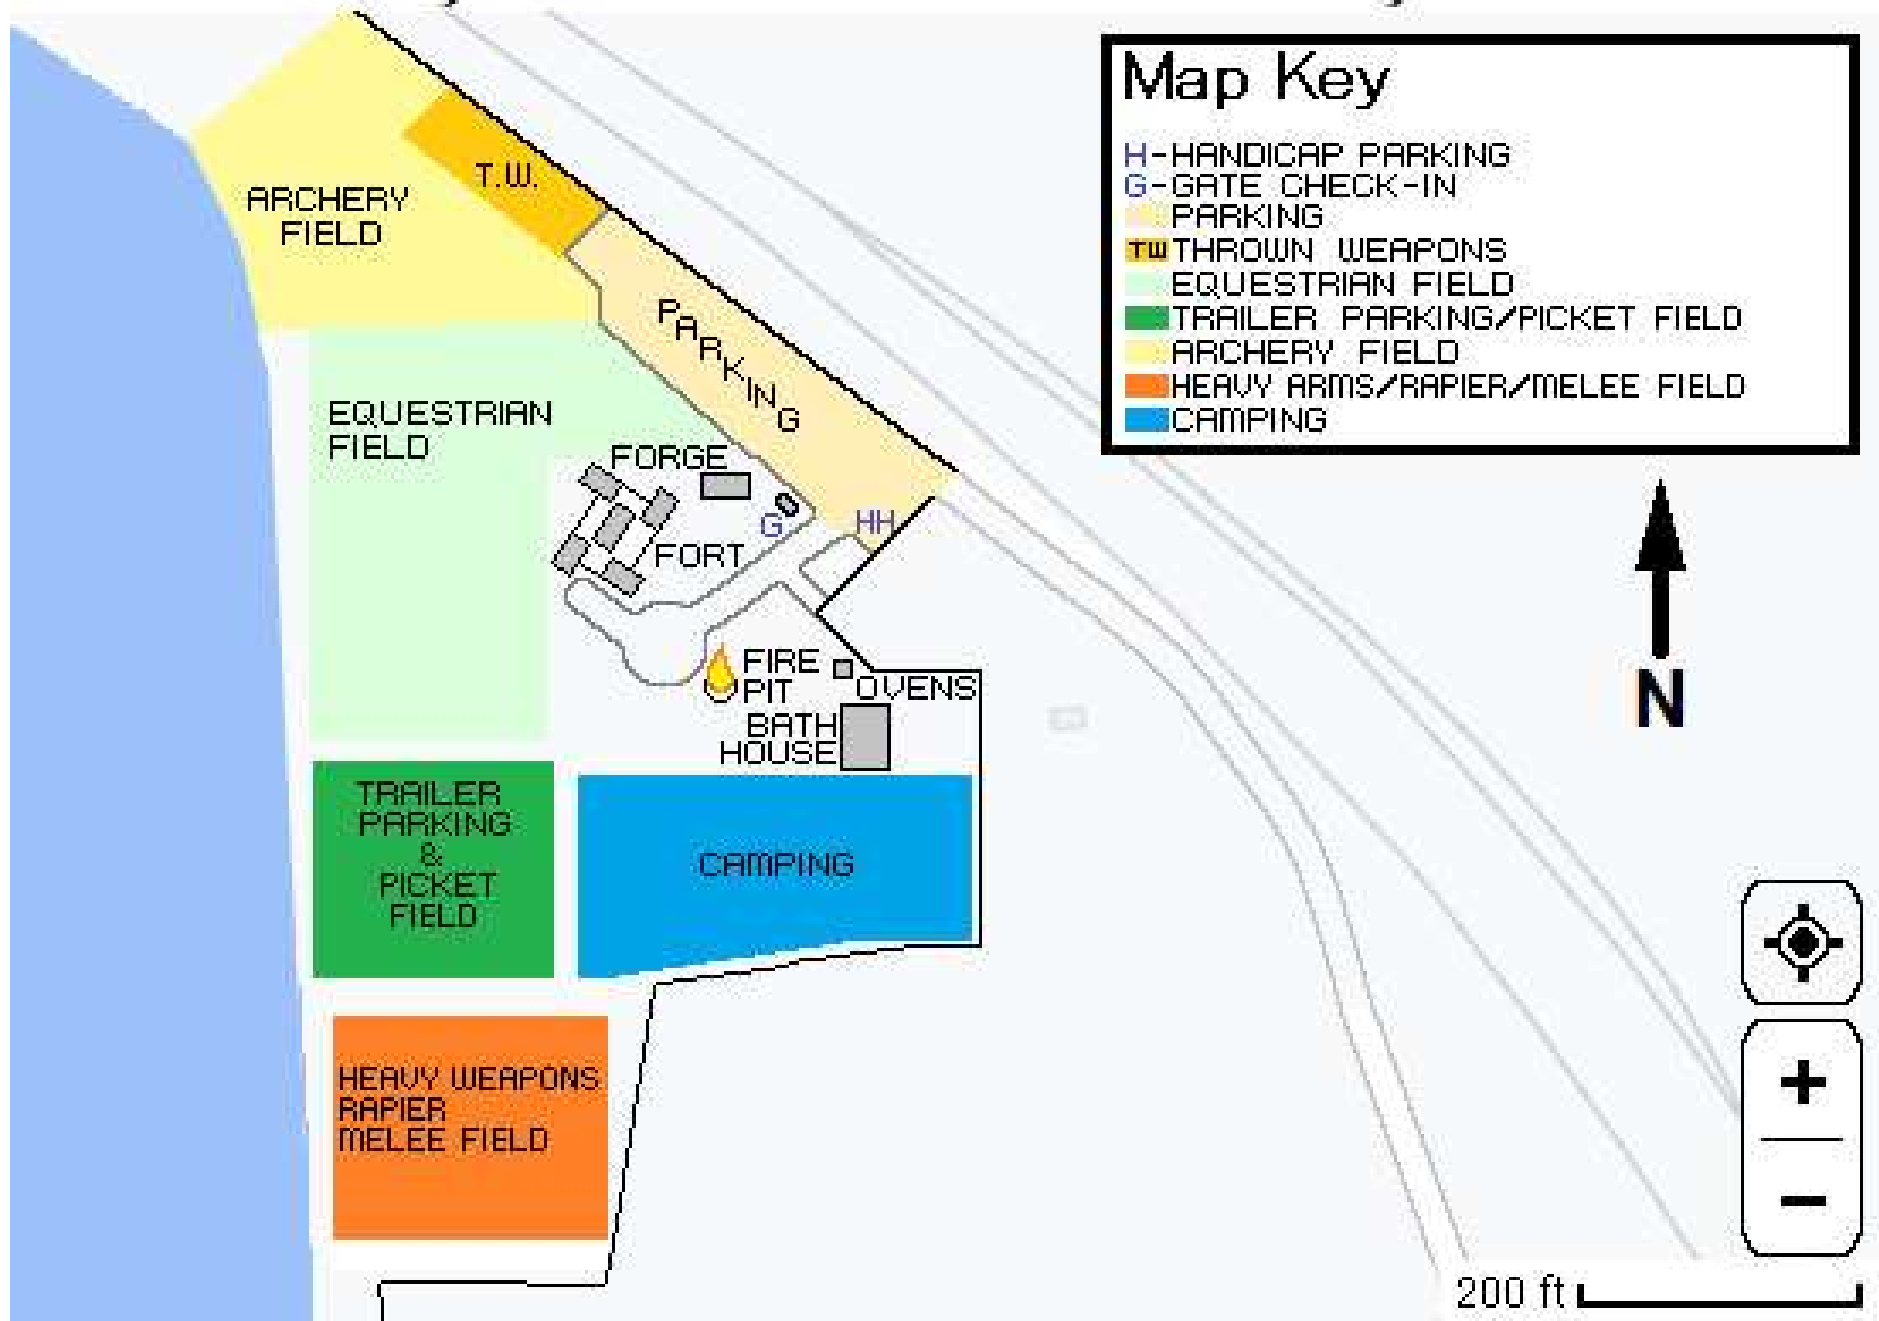 Map Key
H-HANDICAP PARKING
G-GATE CHECK-IN
PARKING
TW THROWN WEAPONS
EQUESTRIAN FIELD
TRAILER PARKING/PICKET FIELD
ARCHERY FIELD
HEAVY ARMS/RAPIER/MELEE FIELD
CAMPING
T.W.
ARCHERY
FIELD
PARKING
EQUESTRIAN
FIELD
FORGE
G
HH
FORT
FIRE
PIT
OVENS
BATH
HOUSE
TRAILER
PARKING
&
PICKET
FIELD
CAMPING
HEAVY WEAPONS
RAPIER
MELEE FIELD
N
+
−
200 ft